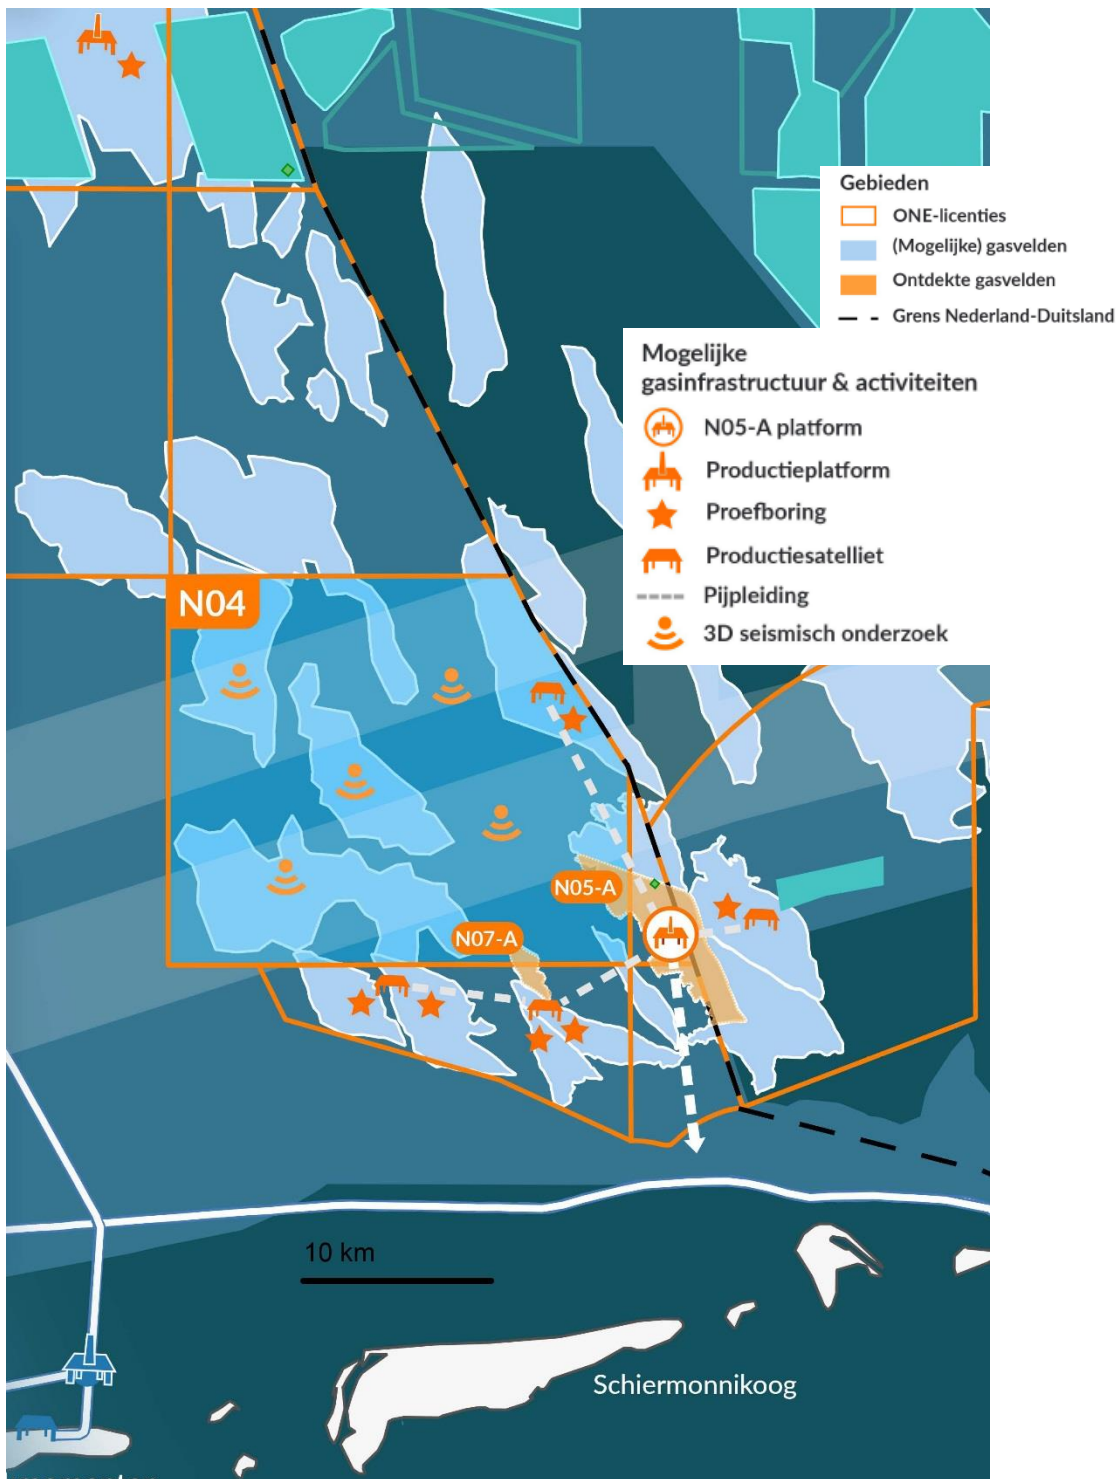 Gebieden
ONE-licenties
(Mogelijke) gasvelden
Ontdekte gasvelden
Grens Nederland-Duitsland
Mogelijke
gasinfrastructuur & activiteiten
N05-A platform
Productieplatform
Proefboring
Productiesatelliet
Pijpleiding
3D seismisch onderzoek
N04
N05-A
N07-A
10 km
Schiermonnikoog